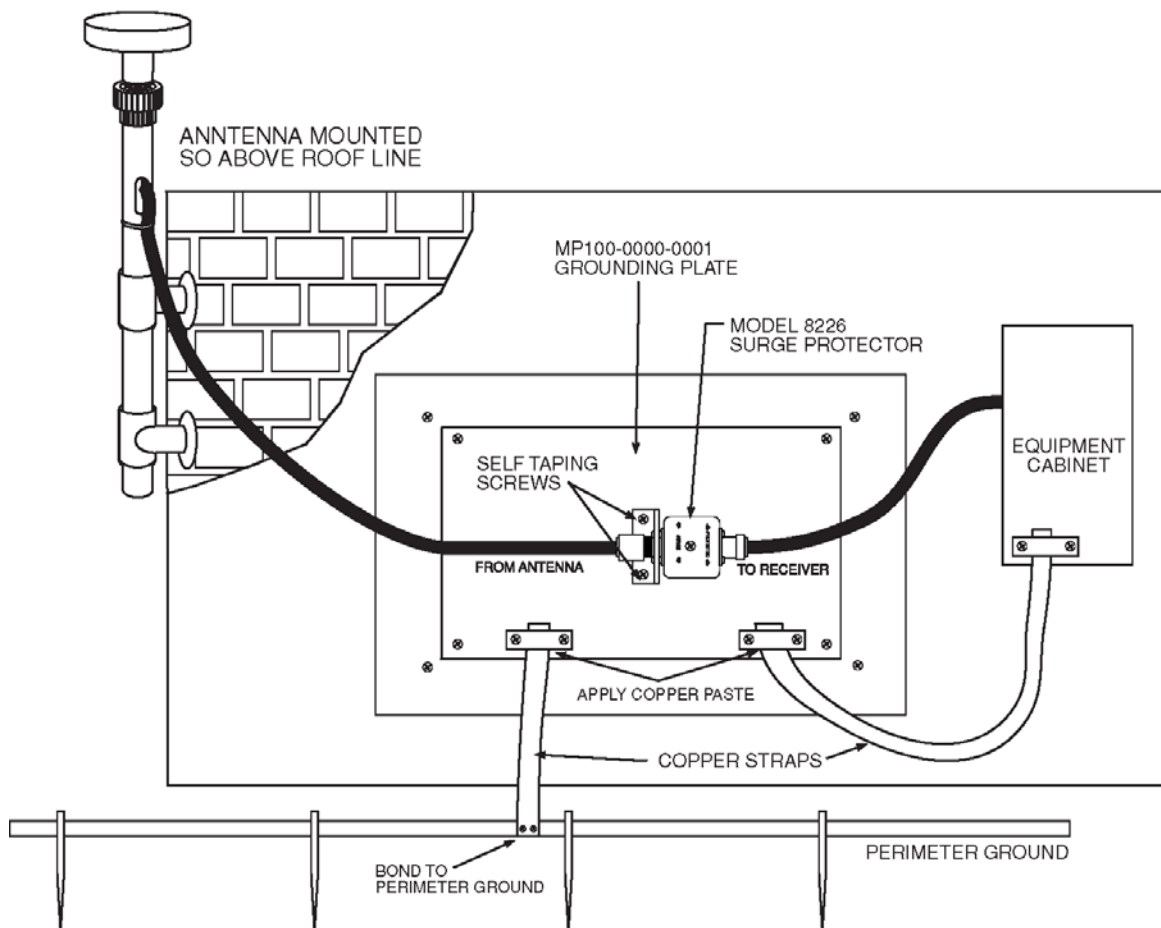 ANNTENNA MOUNTED
SO ABOVE ROOF LINE
MP100-0000-0001
GROUNDING PLATE
MODEL 8226
SURGE PROTECTOR
EQUIPMENT
CABINET
SELF TAPING
SCREWS
FROM ANTENNA
TO RECEIVER
APPLY COPPER PASTE
COPPER STRAPS
BOND TO
PERIMETER GROUND
PERIMETER GROUND